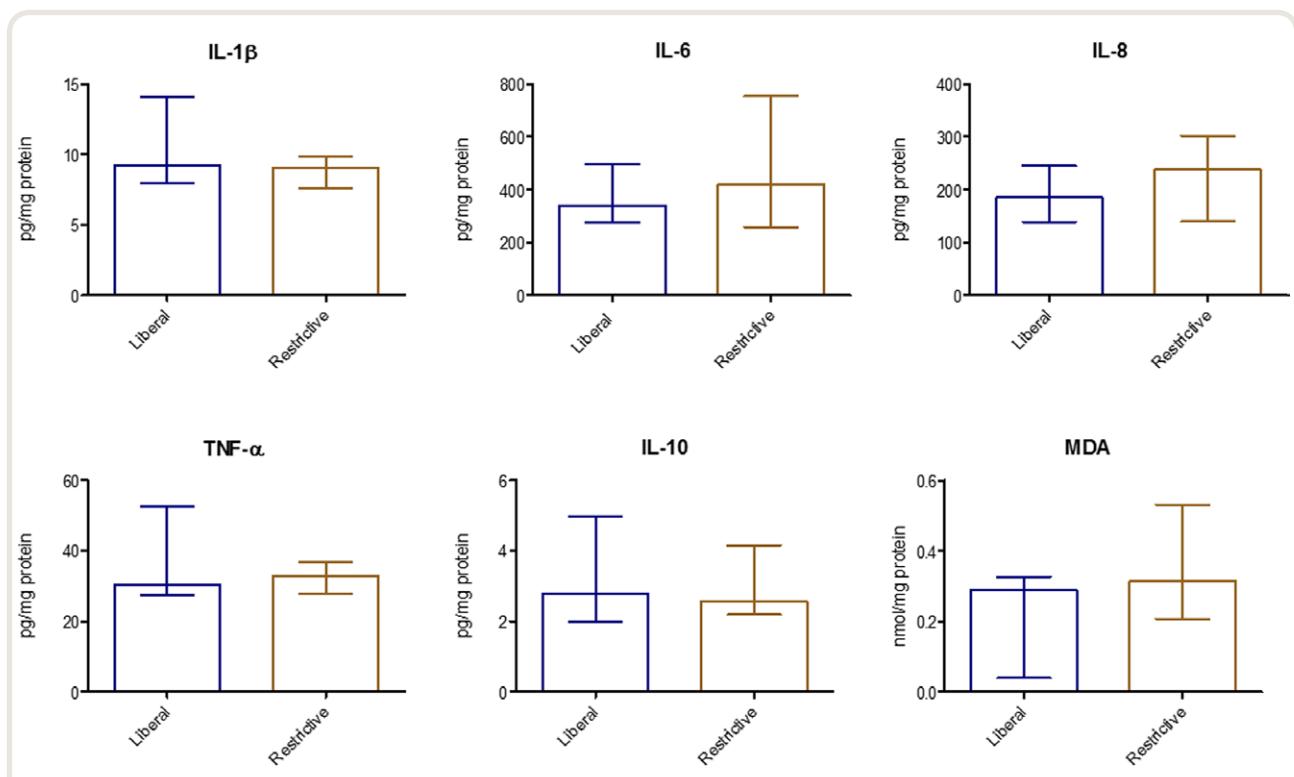 IL-1β
15
10
5
0
pg/mg protein
Liberal
Restrictive
IL-6
800
600
400
200
0
pg/mg protein
Liberal
Restrictive
IL-8
400
300
200
100
0
pg/mg protein
Liberal
Restrictive
TNF-α
60
40
20
0
pg/mg protein
Liberal
Restrictive
IL-10
6
4
2
0
pg/mg protein
Liberal
Restrictive
MDA
0.6
0.4
0.2
0.0
nmol/mg protein
Liberal
Restrictive